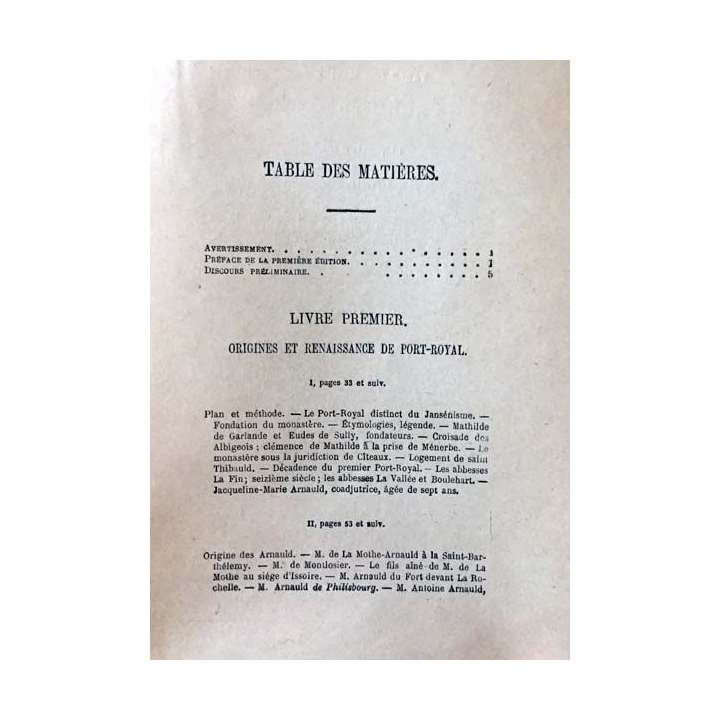 TABLE DES MATIÈRES.
AVERTISSEMENT. . . . . . . . . . . . . . . . . . 1
PRÉFACE DE LA PREMIÈRE ÉDITION. . . . . . . . . . . 1
DISCOURS PRÉLIMINAIRE. . . . . . . . . . 5
LIVRE PREMIER.
ORIGINES ET RENAISSANCE DE PORT-ROYAL.
I, pages 33 et suiv.
Plan et méthode. — Le Port-Royal distinct du Jansénisme. —
Fondation du monastère. — Étymologies, légende. — Mathilde
de Garlande et Eudes de Sully, fondateurs. — Croisade des
Albigeois ; clémence de Mathilde à la prise de Ménerbe. — Le
monastère sous la juridiction de Cîteaux. — Logement de saint
Thibauld. — Décadence du premier Port-Royal. — Les abbesses
La Fin; seizième siècle; les abbesses La Vallée et Boulehart. —
Jacqueline-Marie Arnauld, coadjutrice, âgée de sept ans.
II, pages 53 et suiv.
Origine des Arnauld. — M. de La Mothe-Arnauld à la Saint-Bar-
thélemy. — M. de Montlosier. — Le fils aîné de M. de La
Mothe au siége d'Issoire. — M. Arnauld du Fort devant La Ro-
chelle. — M. Arnauld de Philisbourg. — M. Antoine Arnauld,